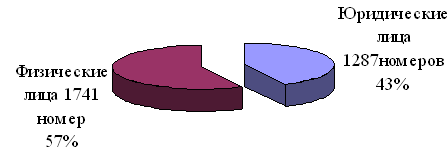 Юридические
лица
1287номеров
43%
Физические
лица 1741
номер
57%